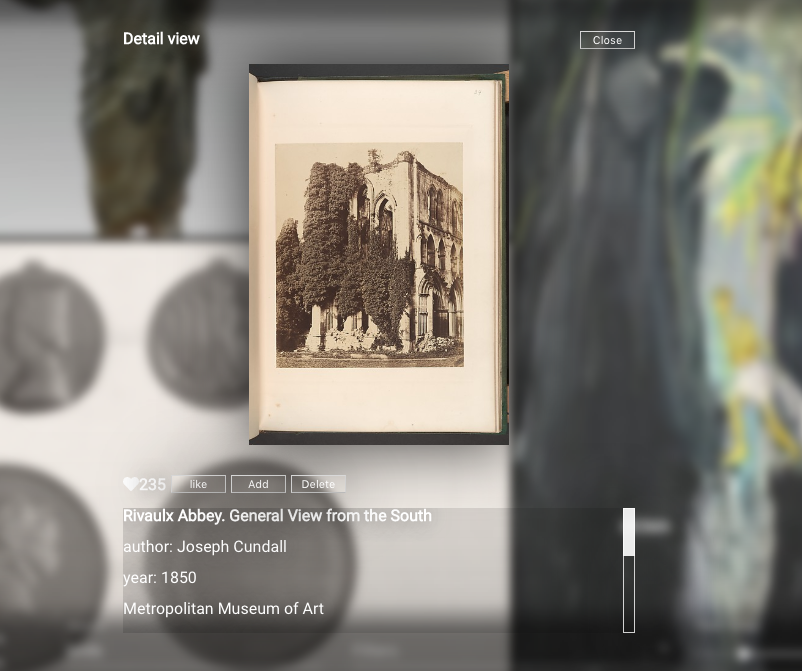 Detail view
Close
235
like
Add
Delete
Rivaulx Abbey. General View from the South
author: Joseph Cundall
year: 1850
Metropolitan Museum of Art